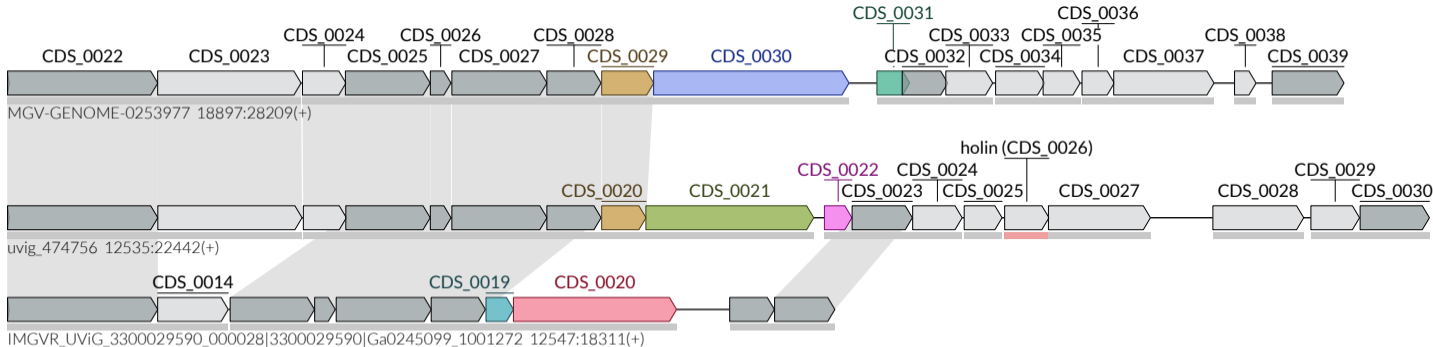 CDS_0031 CDS_0036
CDS_0024 CDS_0026 CDS_0028 CDS_0033 CDS_0035 CDS_0038
CDS_0022 CDS_0023 CDS_0025 CDS_0027 CDS_0029 CDS_0030 CDS_0032 CDS_0034 CDS_0037 CDS_0039
MGV-GENOME-0253977 18897:28209(+)
holin (CDS_0026)
CDS_0022 CDS_0024 CDS_0029
CDS_0020 CDS_0021 CDS_0023 CDS_0025 CDS_0027 CDS_0028 CDS_0030
uvig_474756 12535:22442(+)
CDS_0014 CDS_0019 CDS_0020
IMGVR_UViG_3300029590_000028|3300029590|Ga0245099_1001272 12547:18311(+)